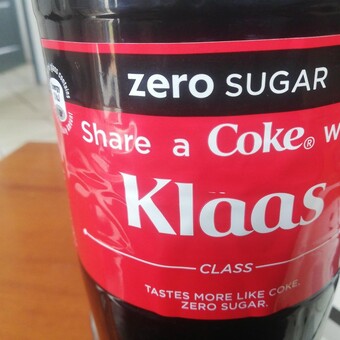 zero SUGAR
Share a Coke® w
Klaas
CLASS
TASTES MORE LIKE COKE.
ZERO SUGAR.